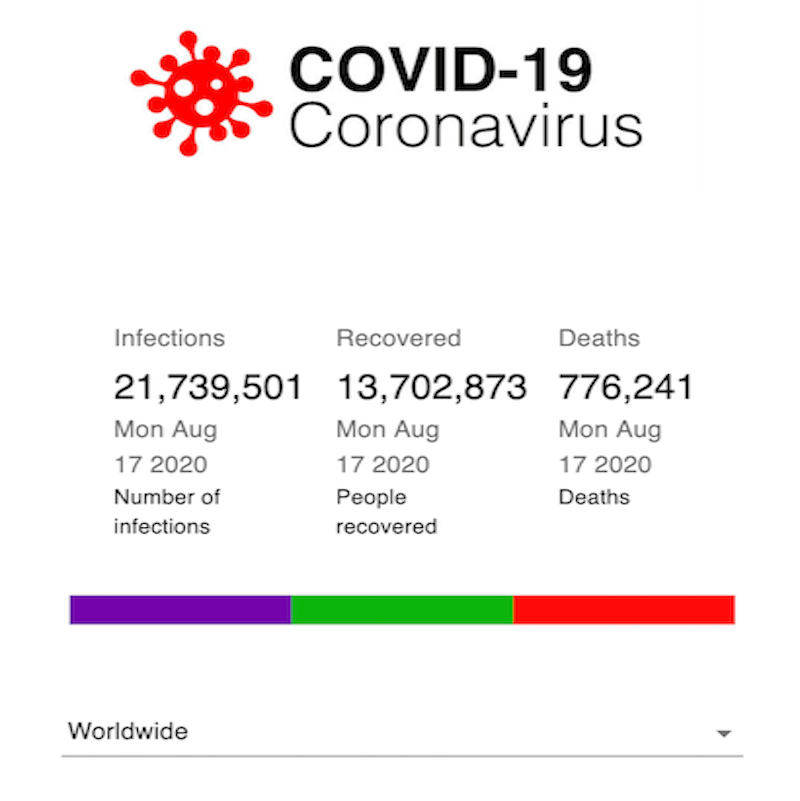 COVID-19
Coronavirus
Infections
21,739,501
Mon Aug
17 2020
Number of
infections
Recovered
13,702,873
Mon Aug
17 2020
People
recovered
Deaths
776,241
Mon Aug
17 2020
Deaths
Worldwide